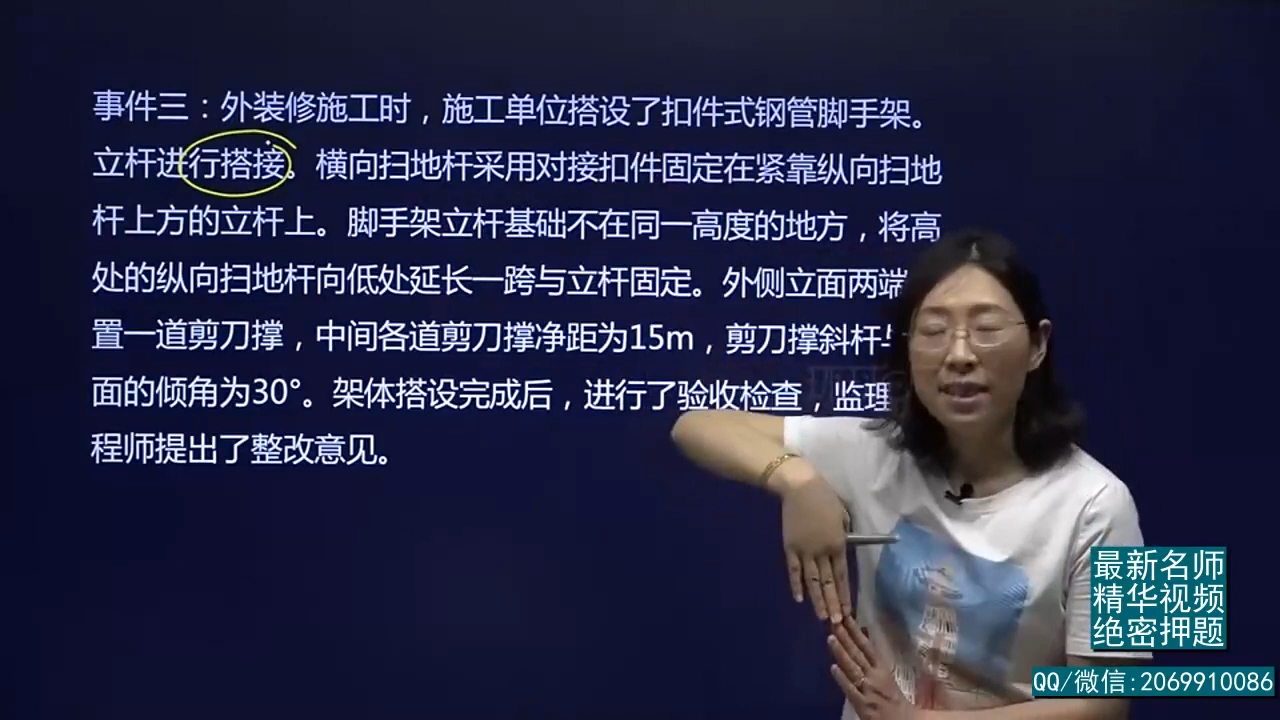 事件三：外装修施工时，施工单位搭设了扣件式钢管脚手架。
立杆进行搭接。横向扫地杆采用对接扣件固定在紧靠纵向扫地
杆上方的立杆上。脚手架立杆基础不在同一高度的地方，将高
处的纵向扫地杆向低处延长一跨与立杆固定。外侧立面两端
置一道剪刀撑，中间各道剪刀撑净距为15m，剪刀撑斜杆
面的倾角为30°。架体搭设完成后，进行了验收检查，监理
程师提出了整改意见。
最新名师
精华视频
绝密押题
QQ/微信:2069910086